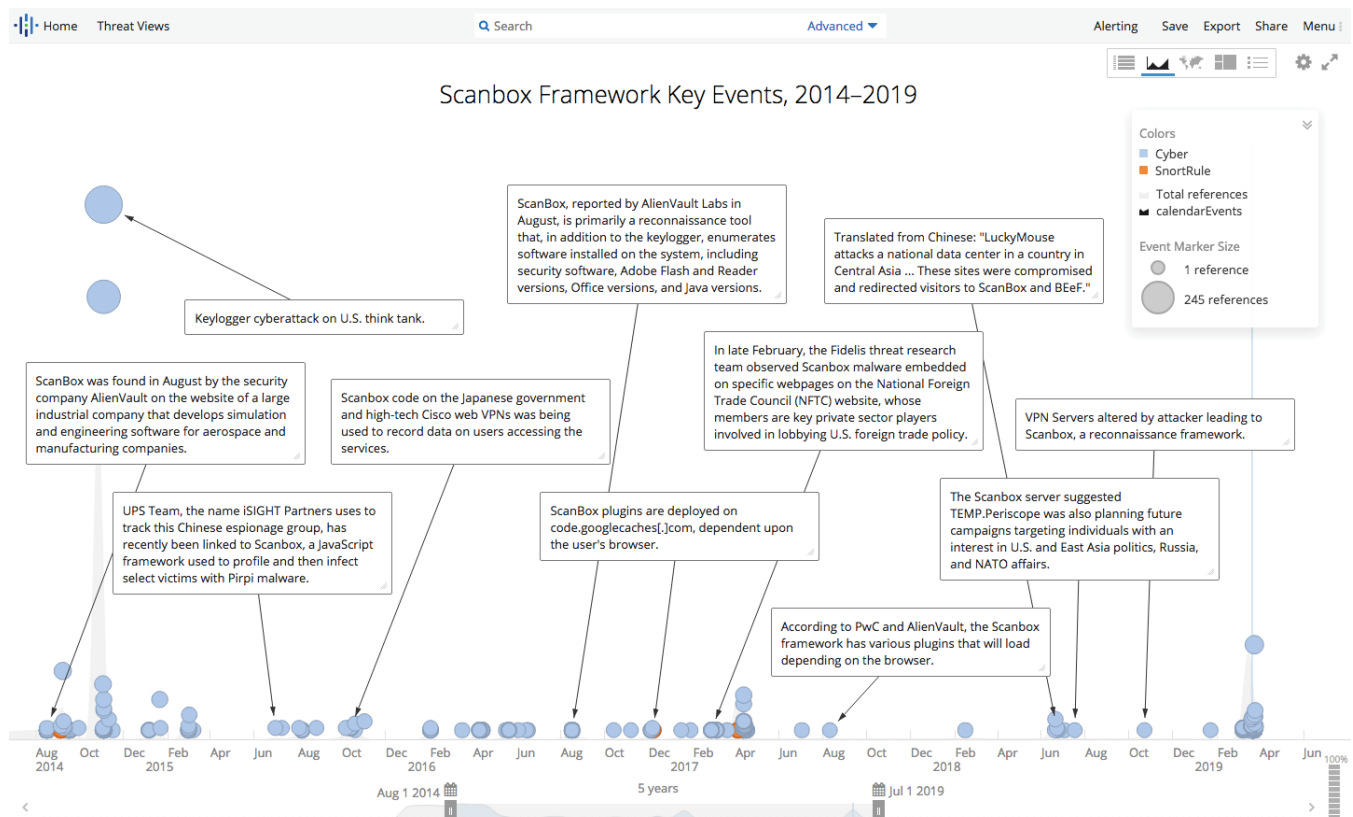 Home Threat Views Search Advanced Alerting Save Export Share Menu
Scanbox Framework Key Events, 2014–2019
Colors
Cyber
SnortRule
Total references
calendarEvents
Event Marker Size
1 reference
245 references
Keylogger cyberattack on U.S. think tank.
ScanBox, reported by AlienVault Labs in
August, is primarily a reconnaissance tool
that, in addition to the keylogger, enumerates
software installed on the system, including
security software, Adobe Flash and Reader
versions, Office versions, and Java versions.
Translated from Chinese: "LuckyMouse
attacks a national data center in a country in
Central Asia ... These sites were compromised
and redirected visitors to ScanBox and BEeF."
ScanBox was found in August by the security
company AlienVault on the website of a large
industrial company that develops simulation
and engineering software for aerospace and
manufacturing companies.
Scanbox code on the Japanese government
and high-tech Cisco web VPNs was being
used to record data on users accessing the
services.
In late February, the Fidelis threat research
team observed Scanbox malware embedded
on specific webpages on the National Foreign
Trade Council (NFTC) website, whose
members are key private sector players
involved in lobbying U.S. foreign trade policy.
VPN Servers altered by attacker leading to
Scanbox, a reconnaissance framework.
UPS Team, the name iSIGHT Partners uses to
track this Chinese espionage group, has
recently been linked to Scanbox, a JavaScript
framework used to profile and then infect
select victims with Pirpi malware.
ScanBox plugins are deployed on
code.googlecaches[.]com, dependent upon
the user's browser.
The Scanbox server suggested
TEMP.Periscope was also planning future
campaigns targeting individuals with an
interest in U.S. and East Asia politics, Russia,
and NATO affairs.
According to PwC and AlienVault, the Scanbox
framework has various plugins that will load
depending on the browser.
Aug Oct Dec Feb Apr Jun Aug Oct Dec Feb Apr Jun Aug Oct Dec Feb Apr Jun Aug Oct Dec Feb Apr Jun Aug Oct Dec Feb Apr Jun
2014 2015 2016 2017 2018 2019
100%
Aug 1 2014 5 years Jul 1 2019